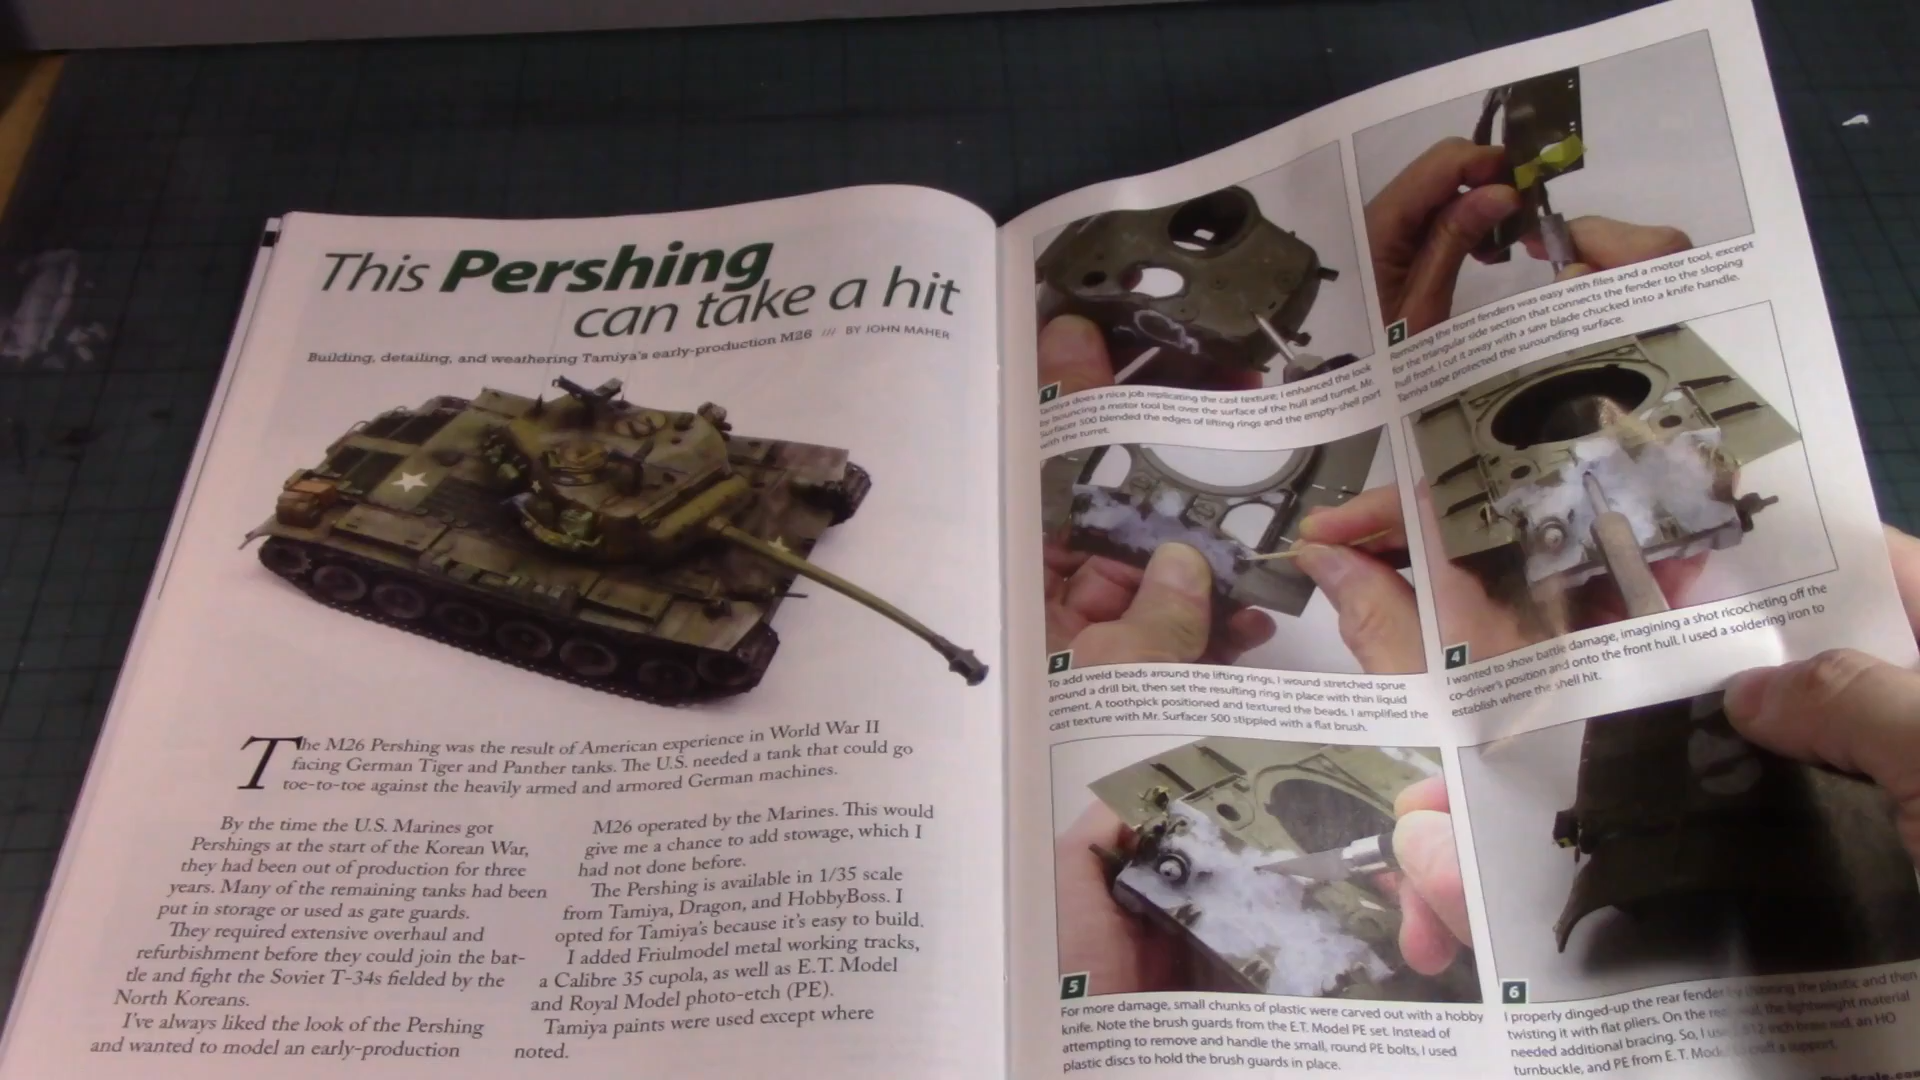 This Pershing
can take a hit
Building, detailing, and weathering Tamiya's early-production M26 /// BY JOHN MAHER
The M26 Pershing was the result of American experience in World War II
facing German Tiger and Panther tanks. The U.S. needed a tank that could go
toe-to-toe against the heavily armed and armored German machines.
By the time the U.S. Marines got
Pershings at the start of the Korean War,
they had been out of production for three
years. Many of the remaining tanks had been
put in storage or used as gate guards.
They required extensive overhaul and
refurbishment before they could join the bat-
tle and fight the Soviet T-34s fielded by the
North Koreans.
I've always liked the look of the Pershing
and wanted to model an early-production
M26 operated by the Marines. This would
give me a chance to add stowage, which I
had not done before.
The Pershing is available in 1/35 scale
from Tamiya, Dragon, and HobbyBoss. I
opted for Tamiya's because it's easy to build.
I added Friulmodel metal working tracks,
a Calibre 35 cupola, as well as E.T. Model
and Royal Model photo-etch (PE).
Tamiya paints were used except where
noted.
1
Tamiya does a nice job replicating the cast texture; I enhanced the look
by bouncing a motor tool bit over the surface of the hull and turret. Mr.
Surfacer 500 blended the edges of lifting rings and the empty-shell port
with the turret.
2
Removing the front fenders was easy with files and a motor tool, except
for the triangular side section that connects the fender to the sloping
hull front. I cut it away with a saw blade chucked into a knife handle.
Tamiya tape protected the surounding surface.
3
To add weld beads around the lifting rings, I wound stretched sprue
around a drill bit, then set the resulting ring in place with thin liquid
cement. A toothpick positioned and textured the beads. I amplified the
cast texture with Mr. Surfacer 500 stippled with a flat brush.
4
I wanted to show battle damage, imagining a shot ricocheting off the
co-driver's position and onto the front hull. I used a soldering iron to
establish where the shell hit.
5
For more damage, small chunks of plastic were carved out with a hobby
knife. Note the brush guards from the E.T. Model PE set. Instead of
attempting to remove and handle the small, round PE bolts, I used
plastic discs to hold the brush guards in place.
6
I properly dinged-up the rear fender by thinning the plastic and then
twisting it with flat pliers. On the real the lightweight material
needed additional bracing. So, I inch brass rod, an HO
turnbuckle, and PE from E.T. Model to craft a support.